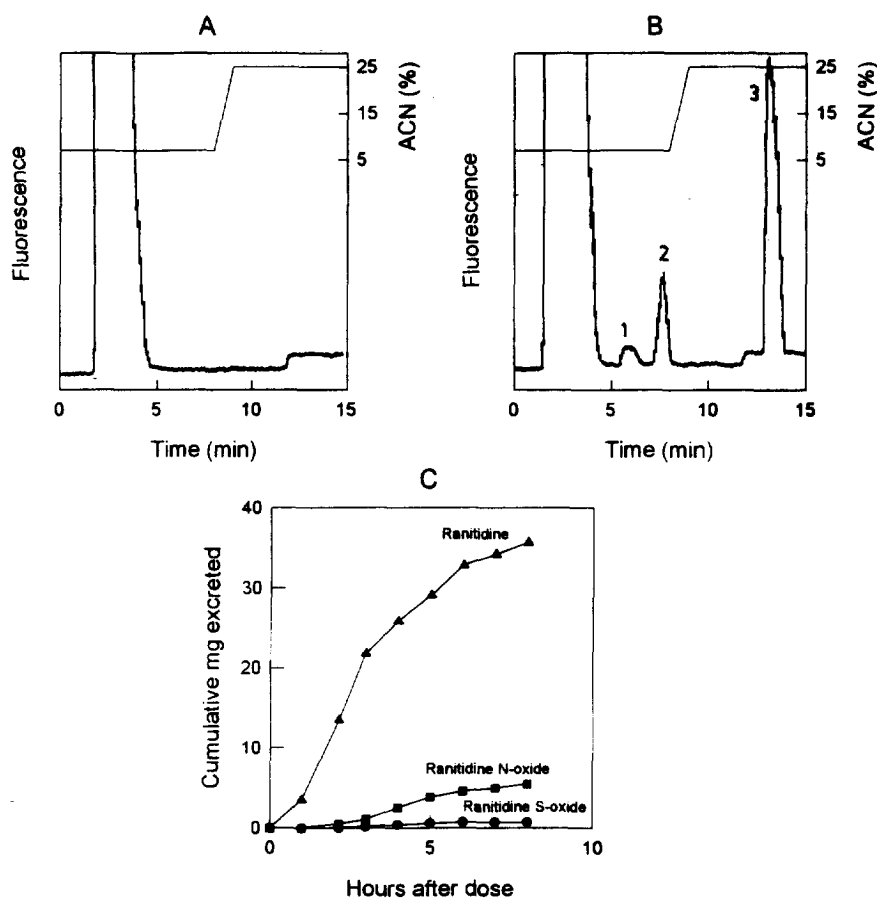 A
Fluorescence
25
15
5
ACN (%)
0
5
10
15
Time (min)
B
Fluorescence
1
2
3
25
15
5
ACN (%)
0
5
10
15
Time (min)
C
Cumulative mg excreted
40
30
20
10
0
Ranitidine
Ranitidine N-oxide
Ranitidine S-oxide
0
5
10
Hours after dose